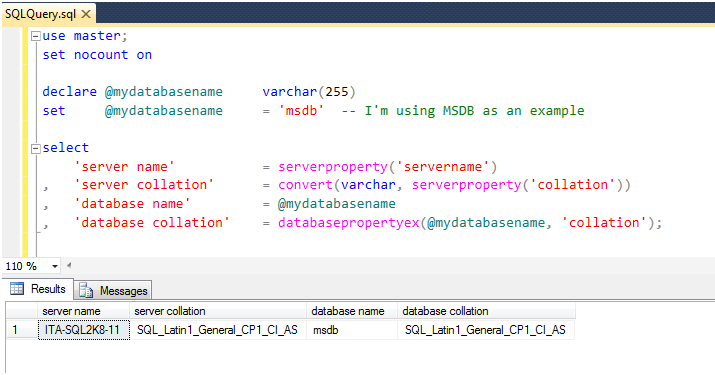 SQLQuery.sql
use master;
set nocount on
declare @mydatabasename varchar(255)
set @mydatabasename = 'msdb' -- I'm using MSDB as an example
select
'server name' = serverproperty('servername')
, 'server collation' = convert(varchar, serverproperty('collation'))
, 'database name' = @mydatabasename
, 'database collation' = databasepropertyex(@mydatabasename, 'collation');
110 %
Results Messages
server name server collation database name database collation
1 ITA-SQL2K8-11 SQL_Latin1_General_CP1_CI_AS msdb SQL_Latin1_General_CP1_CI_AS